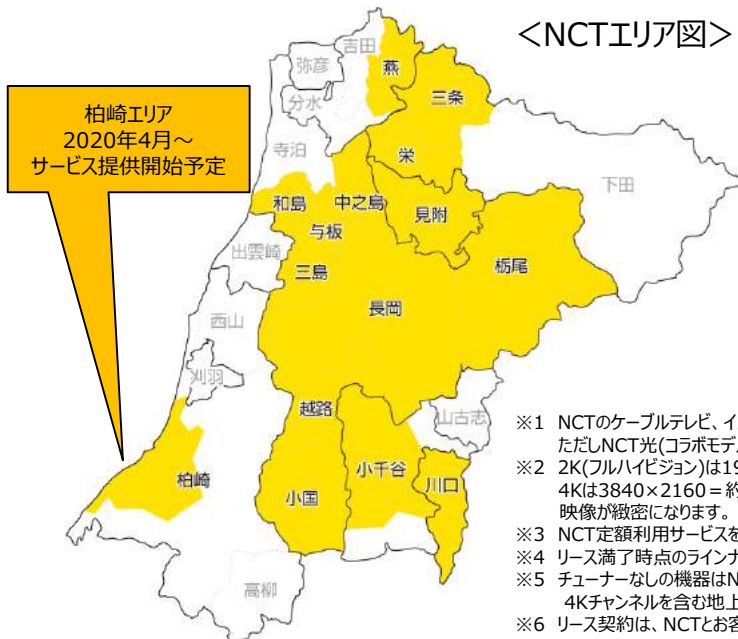 <NCTエリア図>
柏崎エリア
2020年4月~
サービス提供開始予定
吉田
弥彦
燕
分水
三条
寺泊
栄
下田
和島
中之島
見附
与板
出雲崎
三島
栃尾
長岡
西山
刈羽
越路
山古志
柏崎
小千谷
川口
小国
高柳
※1 NCTのケーブルテレビ、イ
ただしNCT光(コラボモデル
※2 2K(フルハイビジョン)は19
4Kは3840×2160=約
映像が緻密になります。
※3 NCT定額利用サービスを
※4 リース満了時点のラインナ
※5 チューナーなしの機器はN
4Kチャンネルを含む地上
※6 リース契約は、NCTとお客